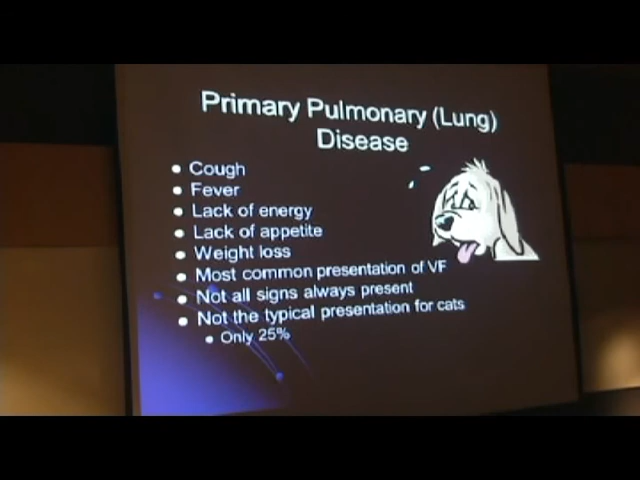 Primary Pulmonary (Lung)
Disease
Cough
Fever
Lack of energy
Lack of appetite
Weight loss
Most common presentation of VF
Not all signs always present
Not the typical presentation for cats
Only 25%